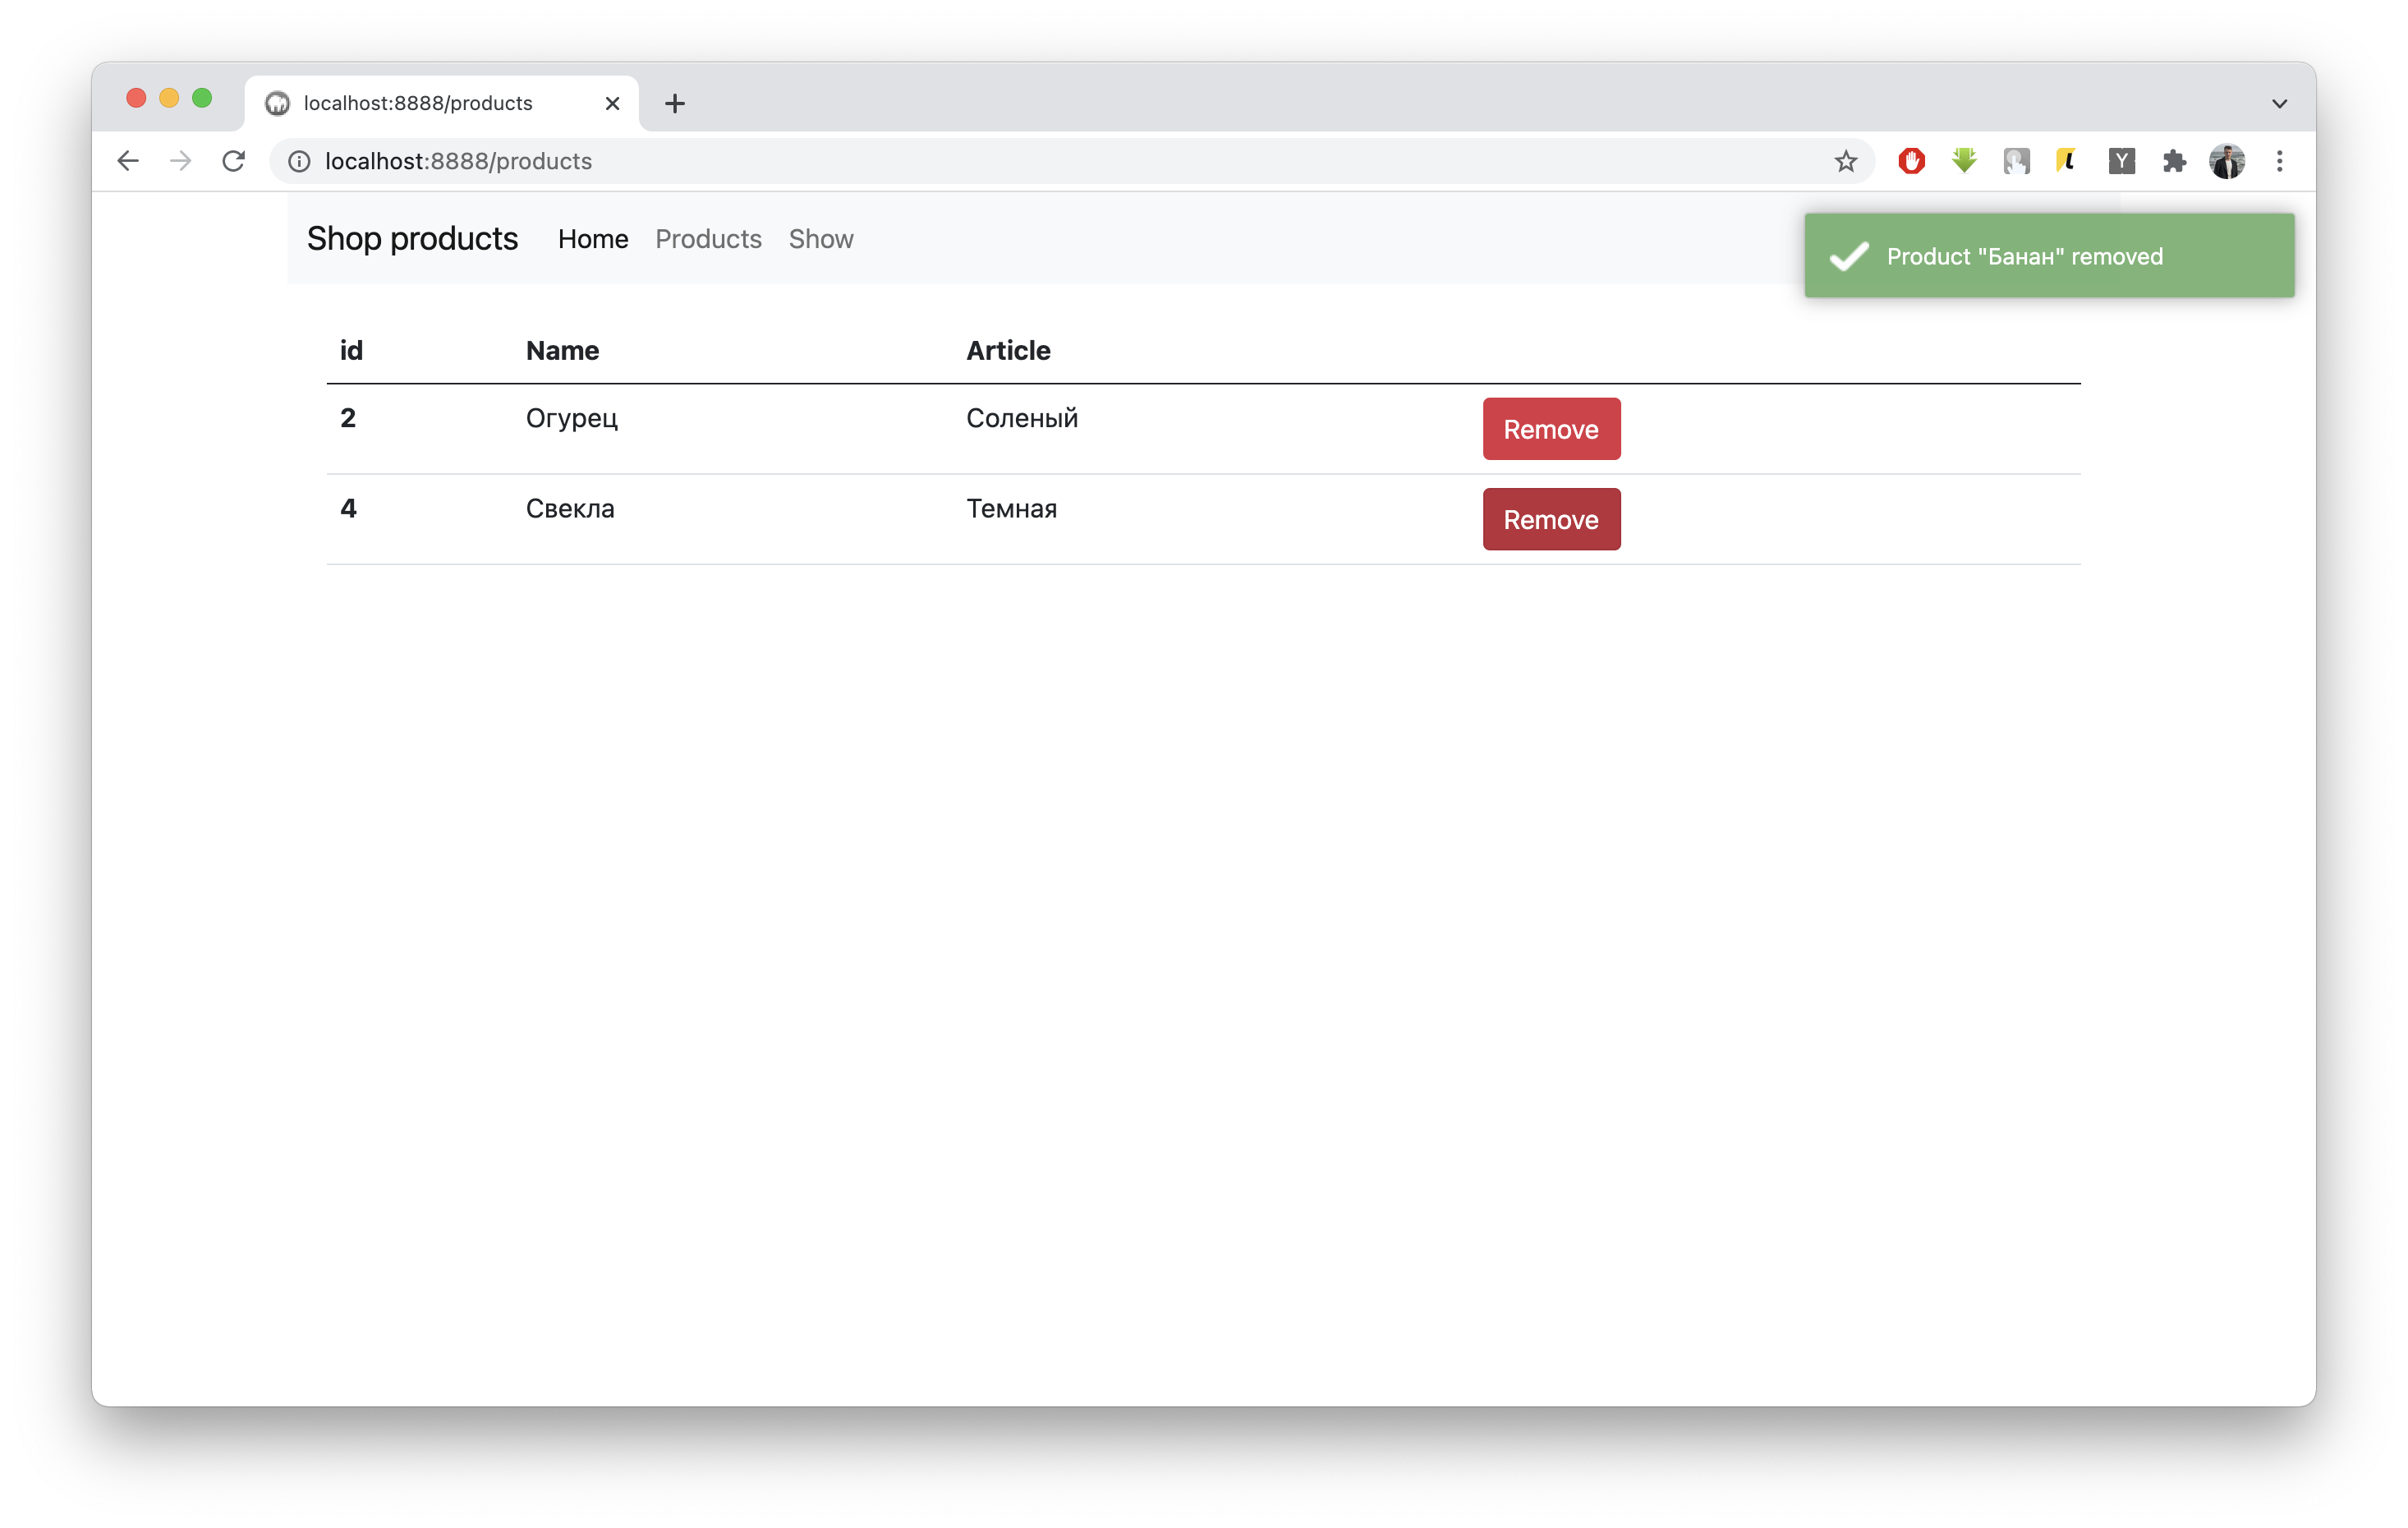 localhost:8888/products
localhost:8888/products
Shop products Home Products Show
Product "Банан" removed
id Name Article
2 Огурец Соленый Remove
4 Свекла Темная Remove